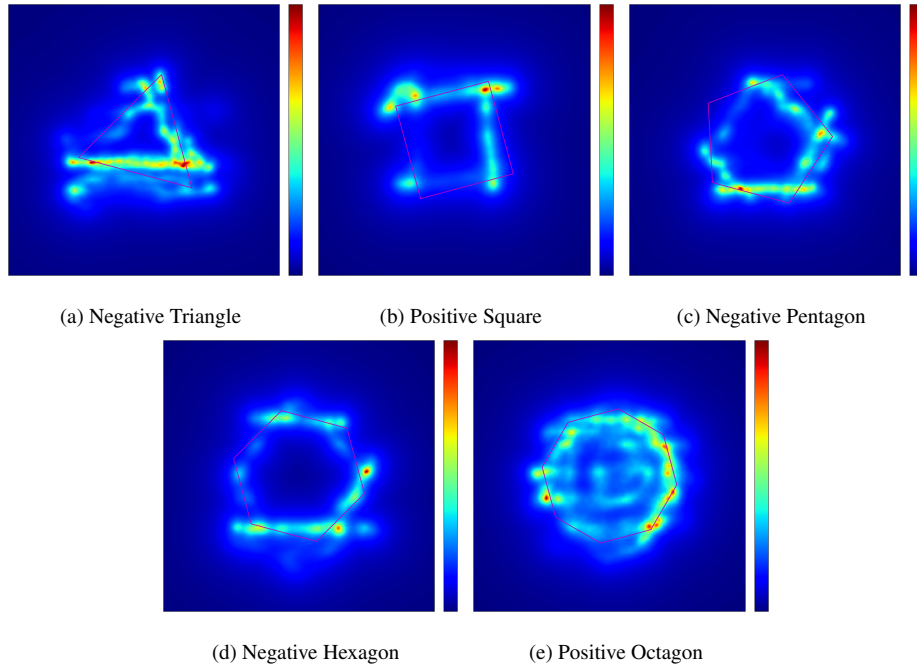 (a) Negative Triangle
(b) Positive Square
(c) Negative Pentagon
(d) Negative Hexagon
(e) Positive Octagon